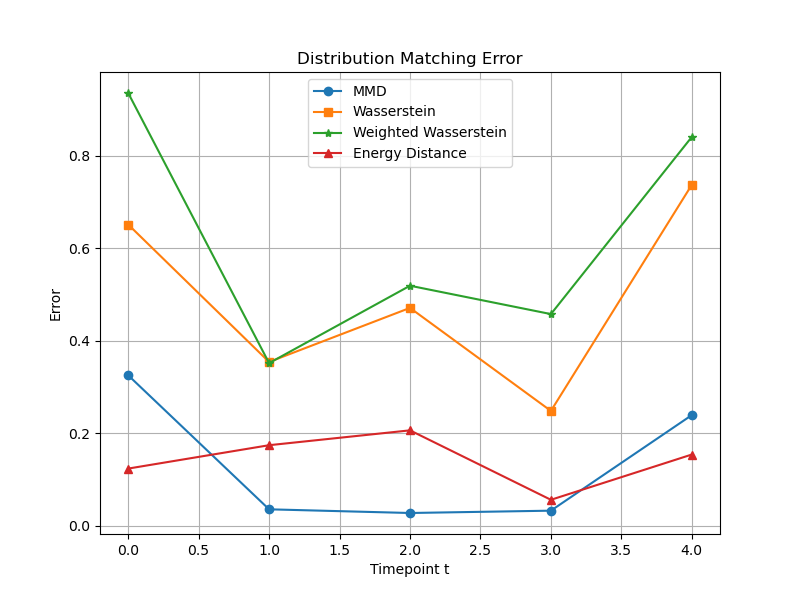 Distribution Matching Error
MMD
Wasserstein
Weighted Wasserstein
Energy Distance
Error
0.8
0.6
0.4
0.2
0.0
0.0 0.5 1.0 1.5 2.0 2.5 3.0 3.5 4.0
Timepoint t